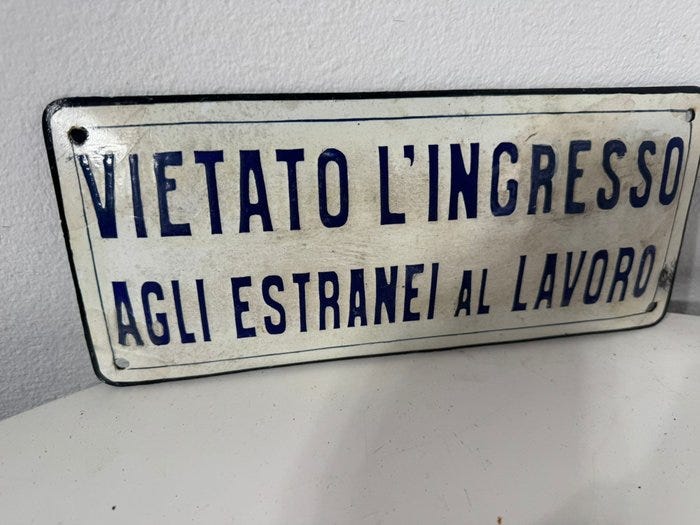 VIETATO L'INGRESSO
AGLI ESTRANEI AL LAVORO